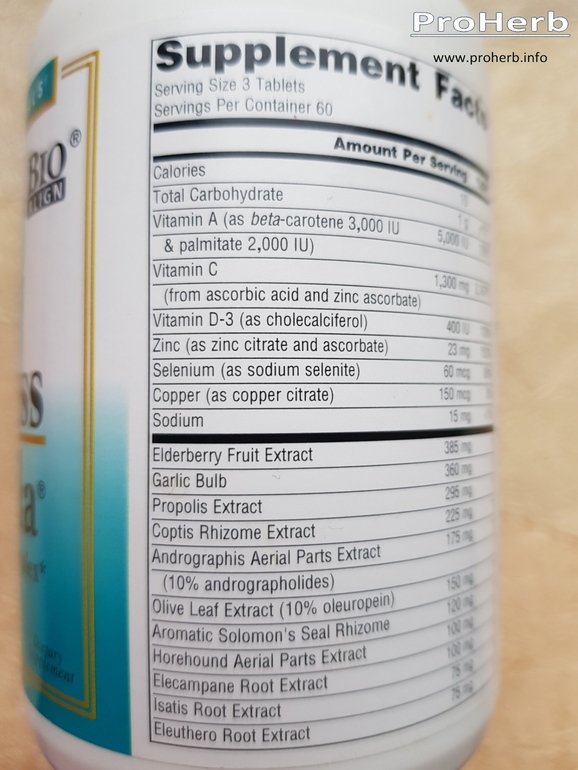 ProHerb
www.proherb.info
Supplement Facts
Serving Size 3 Tablets
Servings Per Container 60
Amount Per Serving
Calories 10
Total Carbohydrate 1 g
Vitamin A (as beta-carotene 3,000 IU
& palmitate 2,000 IU) 5,000 IU
Vitamin C
(from ascorbic acid and zinc ascorbate) 1,300 mg
Vitamin D-3 (as cholecalciferol) 400 IU
Zinc (as zinc citrate and ascorbate) 23 mg
Selenium (as sodium selenite) 60 mcg
Copper (as copper citrate) 150 mcg
Sodium 15 mg
Elderberry Fruit Extract 385 mg
Garlic Bulb 360 mg
Propolis Extract 295 mg
Coptis Rhizome Extract 225 mg
Andrographis Aerial Parts Extract 175 mg
(10% andrographolides)
Olive Leaf Extract (10% oleuropein) 150 mg
Aromatic Solomon's Seal Rhizome 120 mg
Horehound Aerial Parts Extract 100 mg
Elecampane Root Extract 100 mg
Isatis Root Extract 75 mg
Eleuthero Root Extract 75 mg
BIO®
LIGN